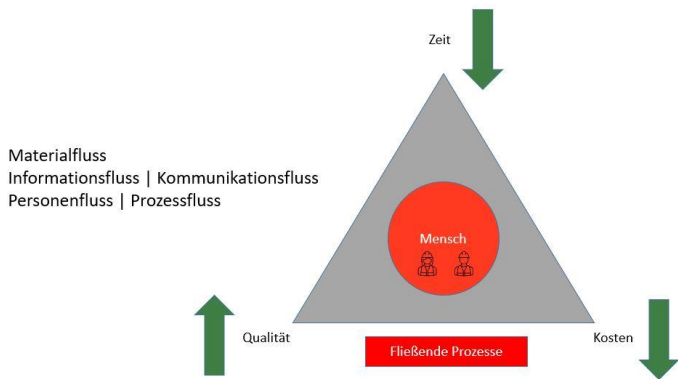 Zeit
Materialfluss
Informationsfluss | Kommunikationsfluss
Personenfluss | Prozessfluss
Mensch
Qualität
Kosten
Fließende Prozesse